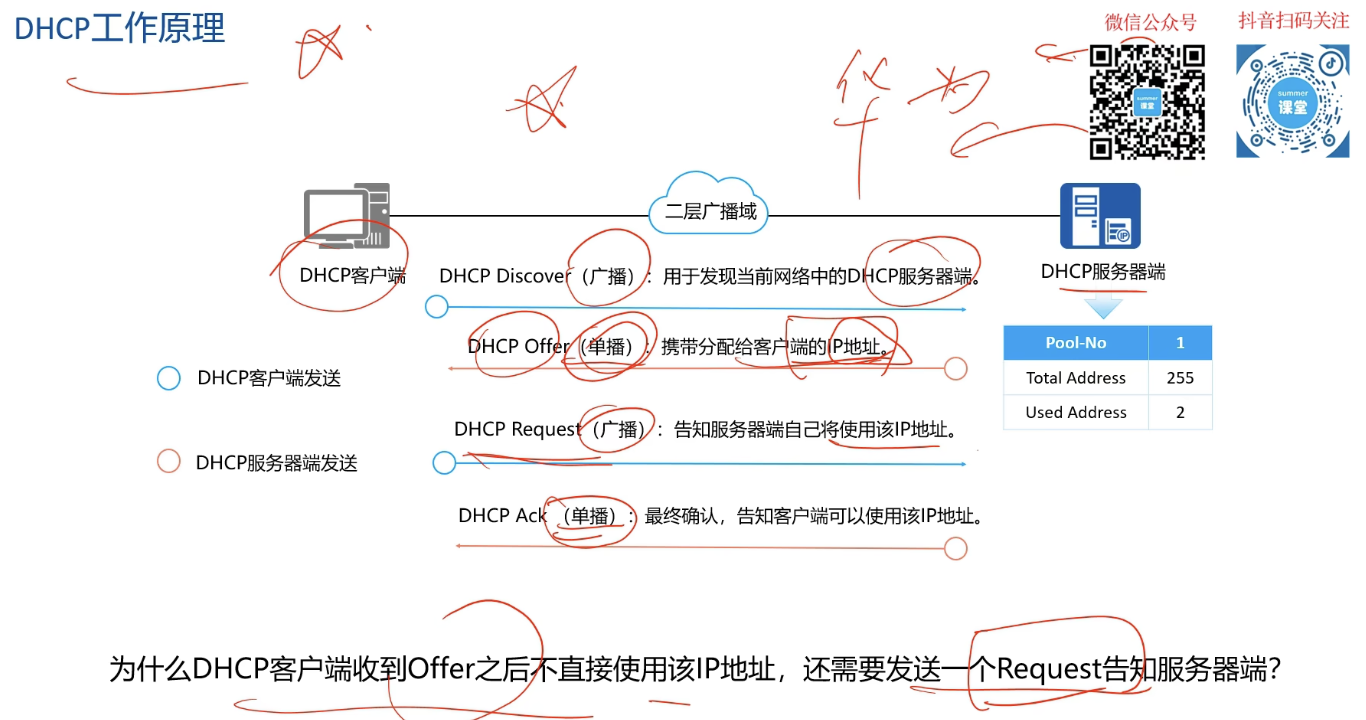 DHCP工作原理
微信公众号
抖音扫码关注
华为
summer
课堂
summer
课堂
二层广播域
DHCP客户端
DHCP服务器端
DHCP Discover（广播）：用于发现当前网络中的DHCP服务器端。
DHCP Offer（单播）：携带分配给客户端的IP地址。
Pool-No 1
Total Address 255
Used Address 2
DHCP客户端发送
DHCP Request（广播）：告知服务器端自己将使用该IP地址。
DHCP服务器端发送
DHCP Ack（单播）：最终确认，告知客户端可以使用该IP地址。
为什么DHCP客户端收到Offer之后不直接使用该IP地址，还需要发送一个Request告知服务器端？